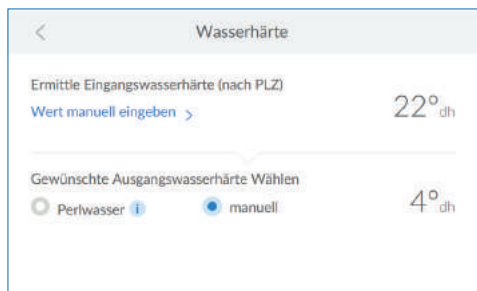 Wasserhärte
Ermittle Eingangswasserhärte (nach PLZ)
Wert manuell eingeben >
22°dh
Gewünschte Ausgangswasserhärte Wählen
Perlwasser i manuell
4°dh